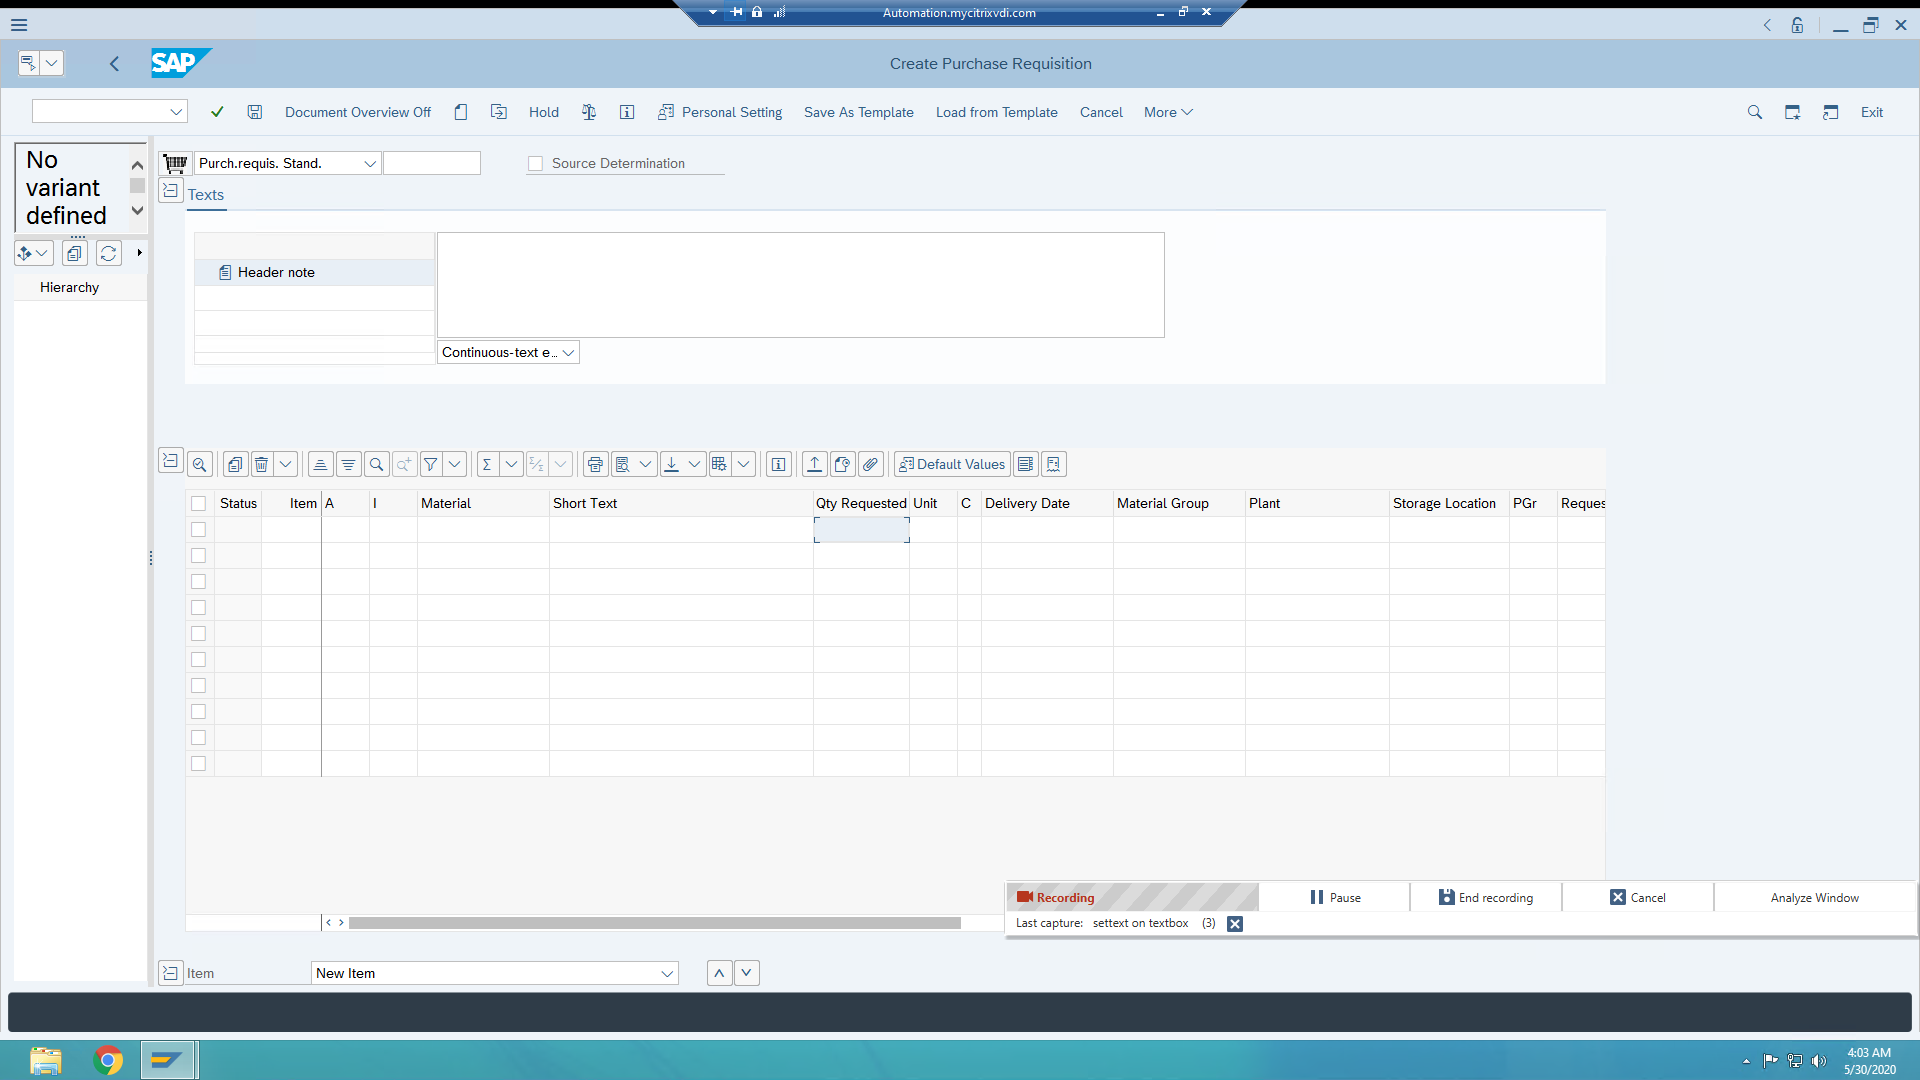 Automation.mycitrixvdi.com
SAP
Create Purchase Requisition
Document Overview Off
Hold
Personal Setting
Save As Template
Load from Template
Cancel
More
Exit
No
variant
defined
Purch.requis. Stand.
Source Determination
Texts
Header note
Hierarchy
Continuous-text e...
Default Values
Status
Item
A
I
Material
Short Text
Qty Requested
Unit
C
Delivery Date
Material Group
Plant
Storage Location
PGr
Reques
Recording
Pause
End recording
Cancel
Analyze Window
Last capture: settext on textbox (3)
Item
New Item
4:03 AM
5/30/2020